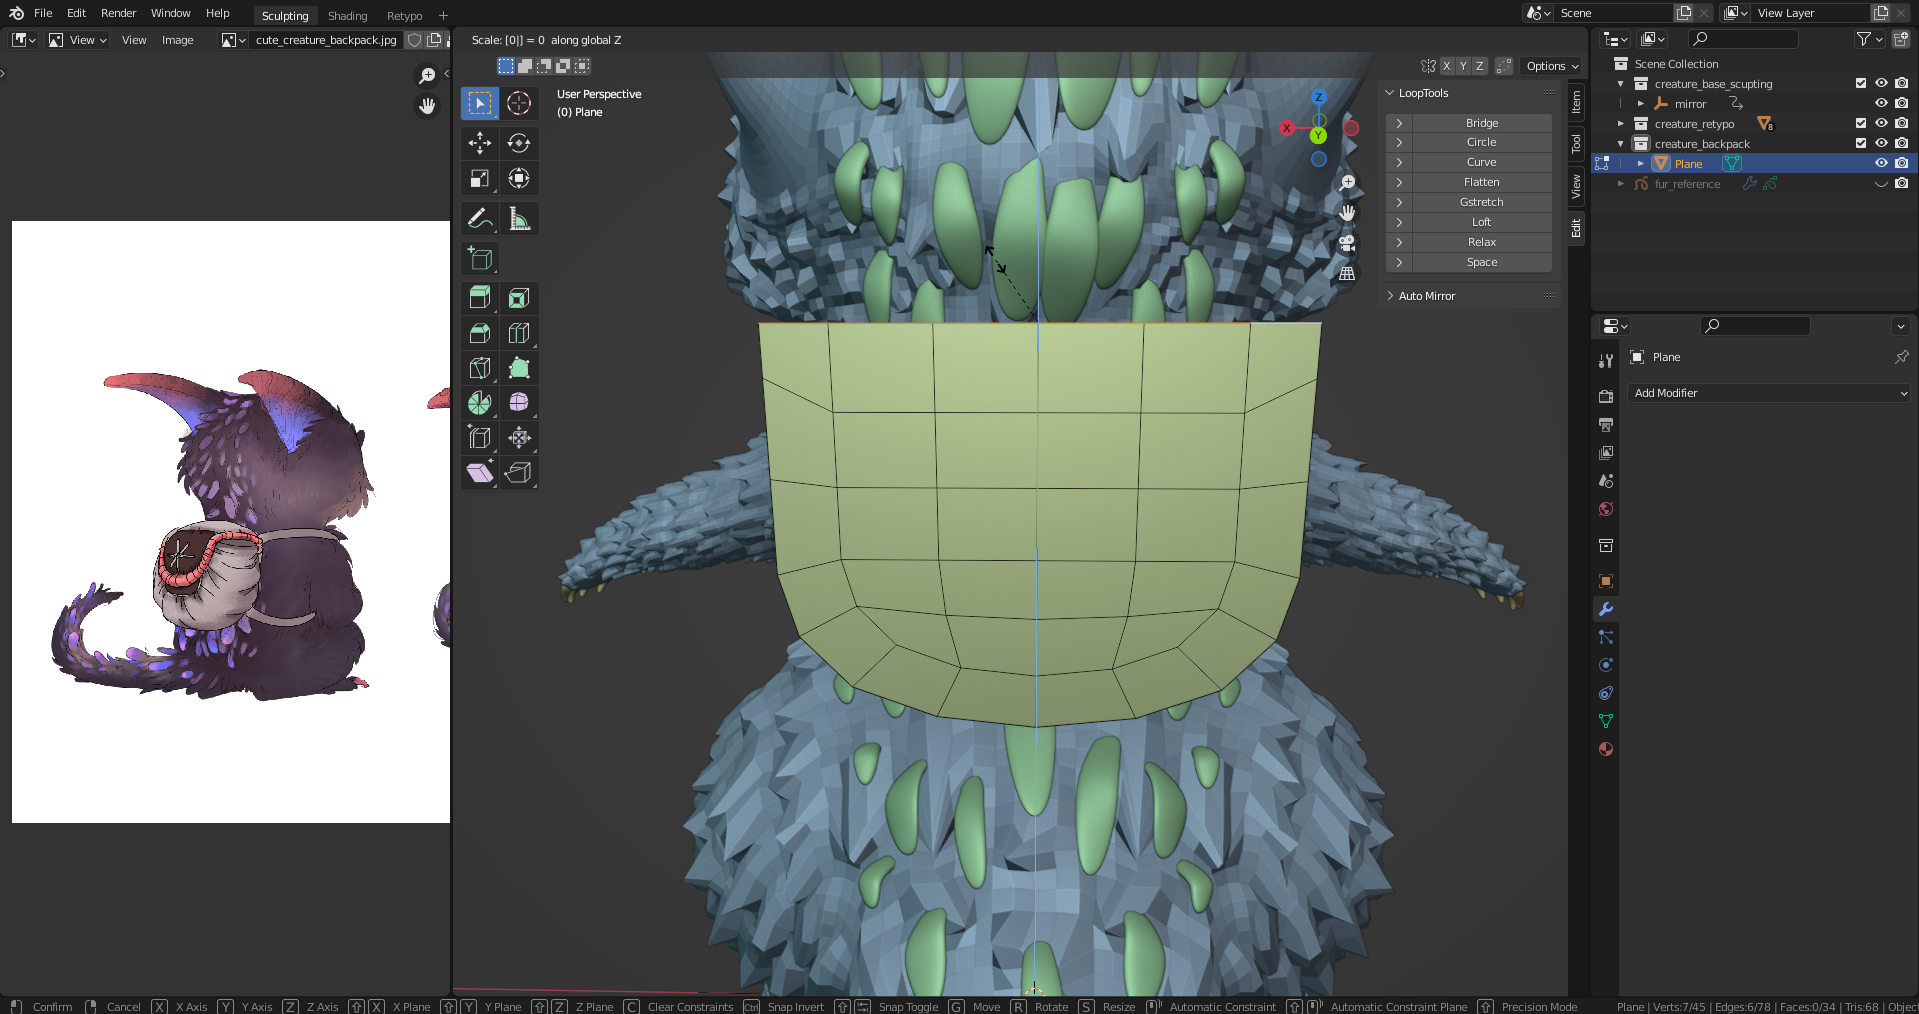 File Edit Render Window Help Sculpting Shading Retypo Scene View Layer
View View Image cute_creature_backpack.jpg Scale: [0|] = 0 along global Z
X Y Z Options
User Perspective
(0) Plane
LoopTools
Bridge
Circle
Curve
Flatten
Gstretch
Loft
Relax
Space
Auto Mirror
Item
Tool
View
Edit
Z
X
Y
Scene Collection
creature_base_scupting
mirror
creature_retypo 8
creature_backpack
Plane
fur_reference
Plane
Add Modifier
Confirm Cancel X X Axis Y Y Axis Z Z Axis X X Plane Y Y Plane Z Z Plane C Clear Constraints Ctrl Snap Invert Snap Toggle G Move R Rotate S Resize Automatic Constraint Automatic Constraint Plane Precision Mode Plane | Verts:7/45 | Edges:6/78 | Faces:0/34 | Tris:68 | Objec